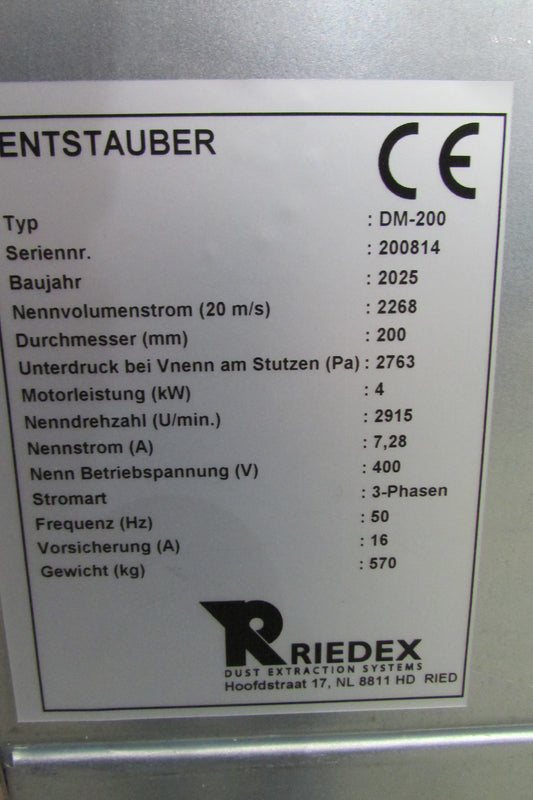 ENTSTAUBER
CE
Typ : DM-200
Seriennr. : 200814
Baujahr : 2025
Nennvolumenstrom (20 m/s) : 2268
Durchmesser (mm) : 200
Unterdruck bei Vnenn am Stutzen (Pa) : 2763
Motorleistung (kW) : 4
Nenndrehzahl (U/min.) : 2915
Nennstrom (A) : 7,28
Nenn Betriebspannung (V) : 400
Stromart : 3-Phasen
Frequenz (Hz) : 50
Vorsicherung (A) : 16
Gewicht (kg) : 570
RIEDEX
DUST EXTRACTION SYSTEMS
Hoofdstraat 17, NL 8811 HD RIED